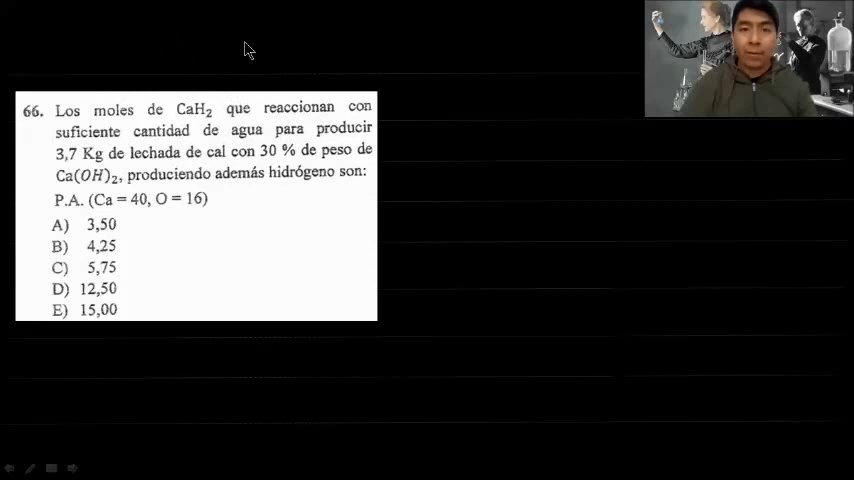 66. Los moles de CaH₂ que reaccionan con
suficiente cantidad de agua para producir
3,7 Kg de lechada de cal con 30 % de peso de
Ca(OH)₂, produciendo además hidrógeno son:
P.A. (Ca = 40, O = 16)
A) 3,50
B) 4,25
C) 5,75
D) 12,50
E) 15,00